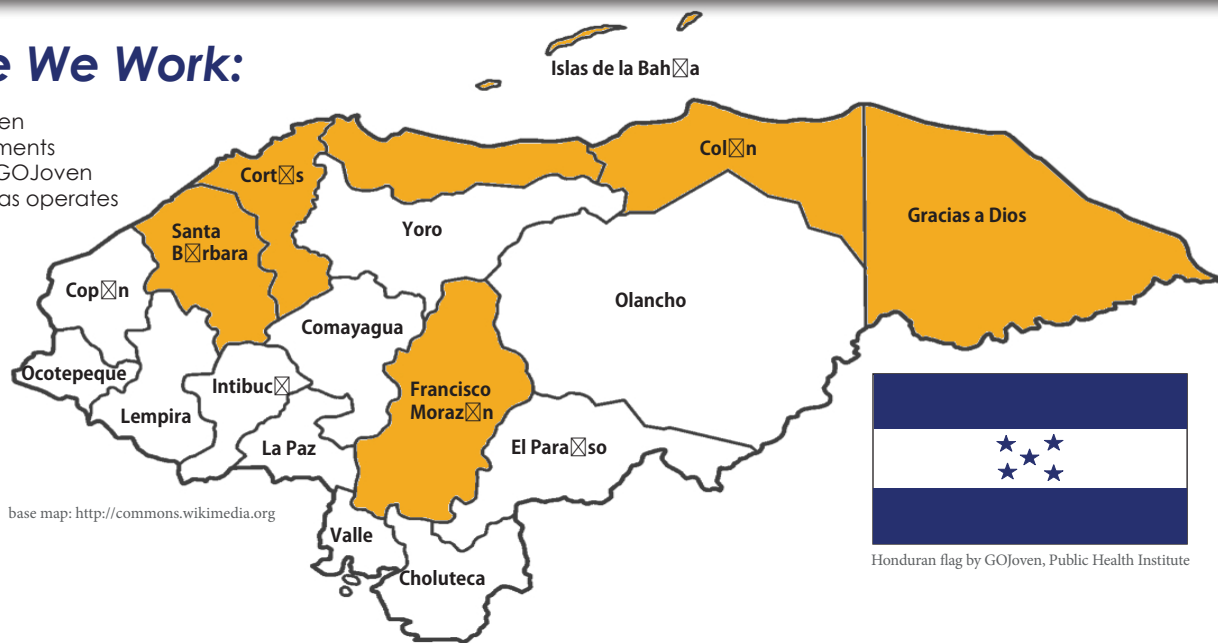 e We Work:
en
ments
GOJoven
as operates
Islas de la Bah☒a
Col☒n
Cort☒s
Gracias a Dios
Santa
B☒rbara
Yoro
Cop☒n
Olancho
Comayagua
Ocotepeque
Intibuc☒
Francisco
Moraz☒n
Lempira
La Paz
El Para☒so
base map: http://commons.wikimedia.org
Valle
Honduran flag by GOJoven, Public Health Institute
Choluteca